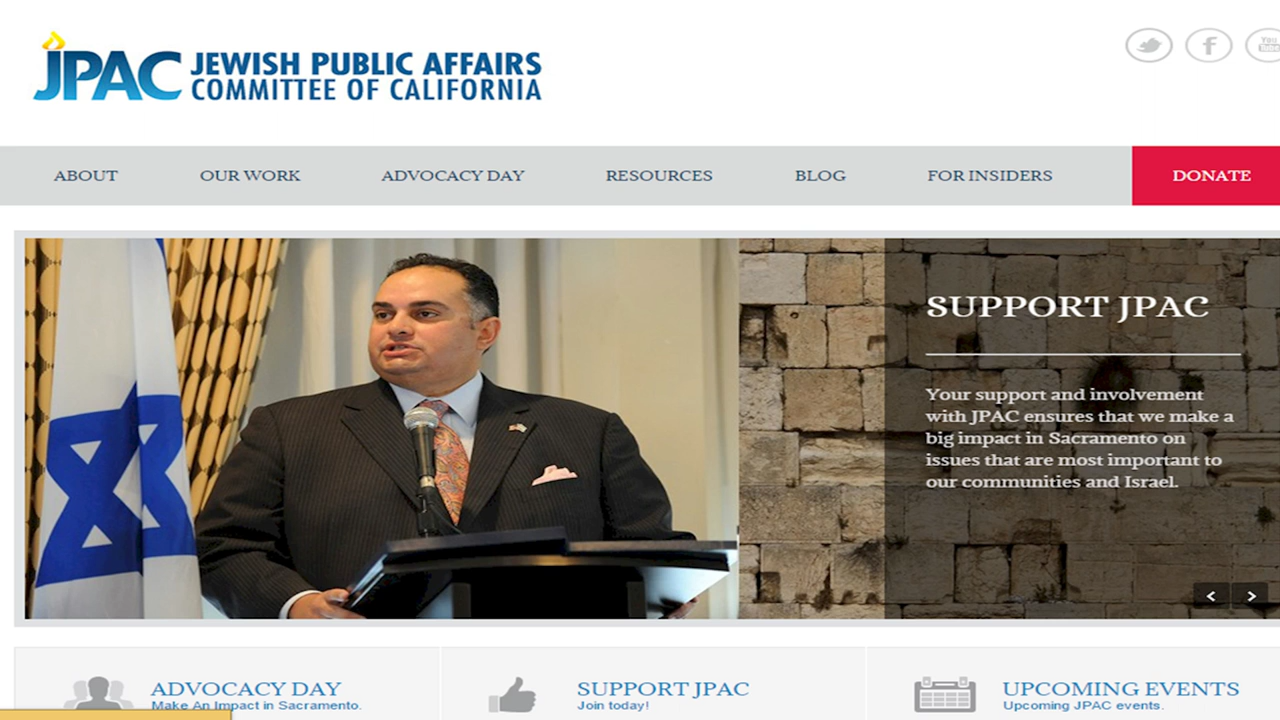 JPAC JEWISH PUBLIC AFFAIRS
COMMITTEE OF CALIFORNIA
You
Tube
ABOUT OUR WORK ADVOCACY DAY RESOURCES BLOG FOR INSIDERS DONATE
SUPPORT JPAC
Your support and involvement
with JPAC ensures that we make a
big impact in Sacramento on
issues that are most important to
our communities and Israel.
ADVOCACY DAY
Make An Impact in Sacramento.
SUPPORT JPAC
Join today!
UPCOMING EVENTS
Upcoming JPAC events.